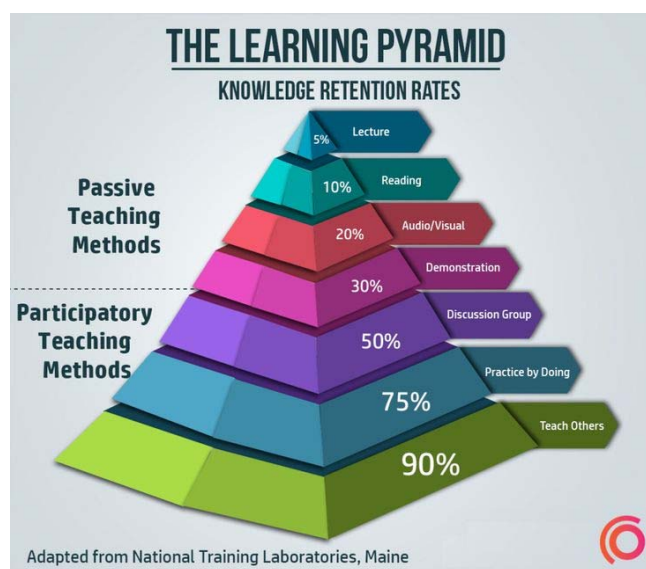 THE LEARNING PYRAMID
KNOWLEDGE RETENTION RATES
5% Lecture
10% Reading
Passive
Teaching
Methods
20% Audio/Visual
30% Demonstration
Participatory
Teaching
Methods
50% Discussion Group
75% Practice by Doing
90% Teach Others
Adapted from National Training Laboratories, Maine